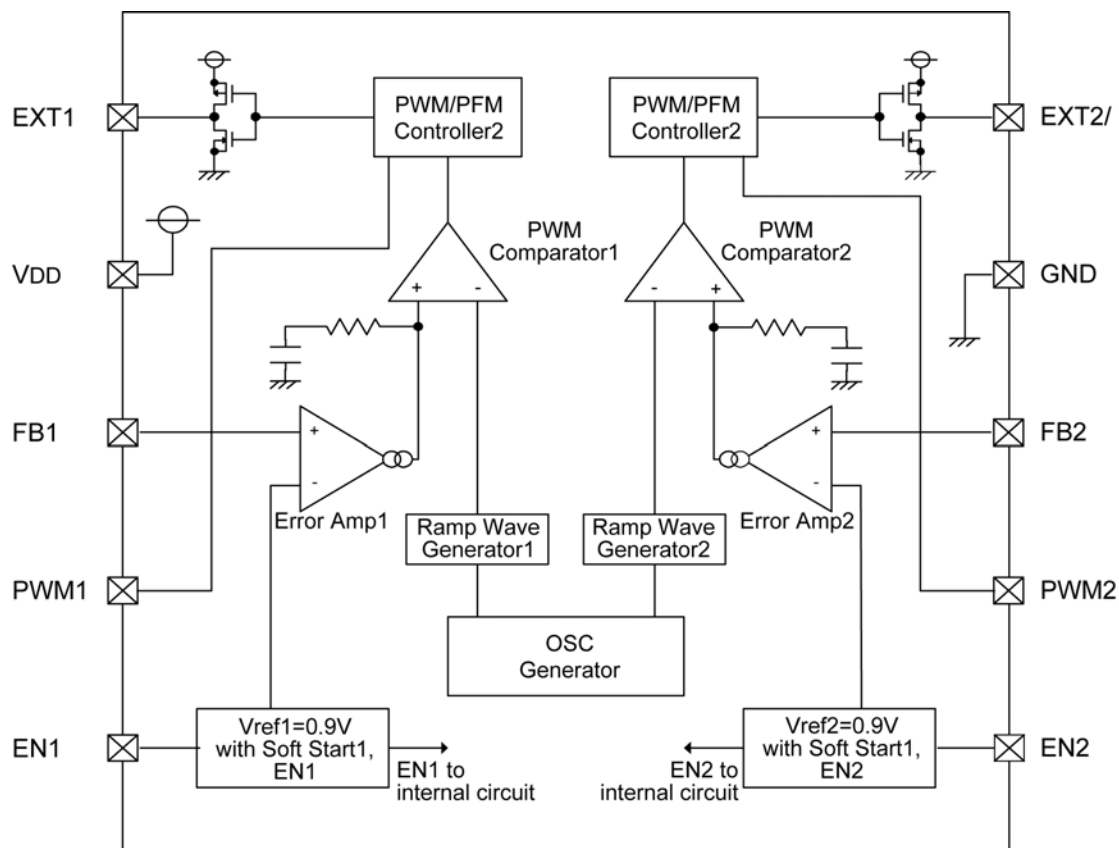 EXT1
PWM/PFM
Controller2
PWM/PFM
Controller2
EXT2/
PWM
Comparator1
PWM
Comparator2
VDD
GND
+
-
-
+
FB1
+
-
Error Amp1
+
-
Error Amp2
FB2
Ramp Wave
Generator1
Ramp Wave
Generator2
PWM1
PWM2
OSC
Generator
EN1
Vref1=0.9V
with Soft Start1,
EN1
EN1 to
internal circuit
EN2 to
internal circuit
Vref2=0.9V
with Soft Start1,
EN2
EN2